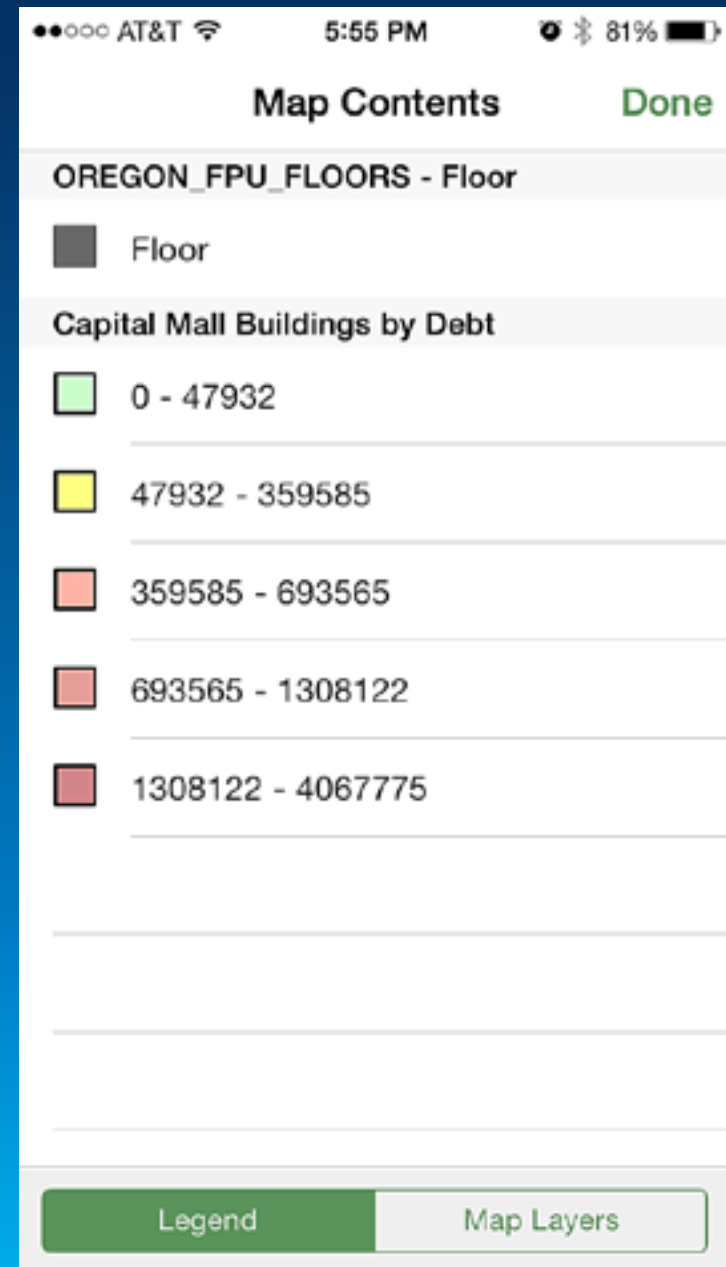 AT&T 5:55 PM 81%
Map Contents Done
OREGON_FPU_FLOORS - Floor
Floor
Capital Mall Buildings by Debt
0 - 47932
47932 - 359585
359585 - 693565
693565 - 1308122
1308122 - 4067775
Legend Map Layers